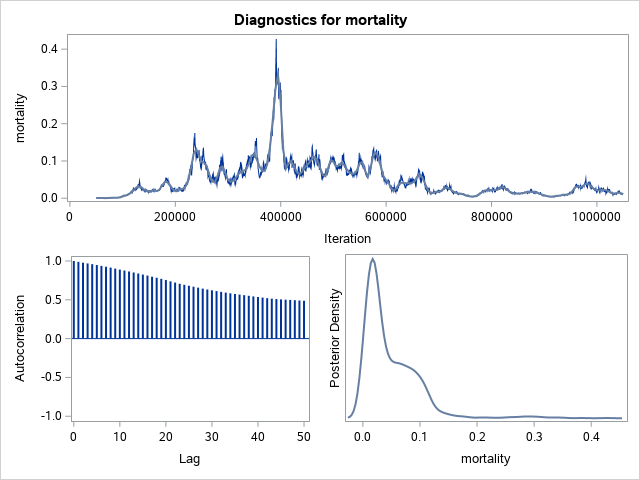 Diagnostics for mortality
0.4
0.3
0.2
0.1
0.0
mortality
0 200000 400000 600000 800000 1000000
Iteration
1.0
0.5
0.0
-0.5
-1.0
Autocorrelation
0 10 20 30 40 50
Lag
Posterior Density
0.0 0.1 0.2 0.3 0.4
mortality